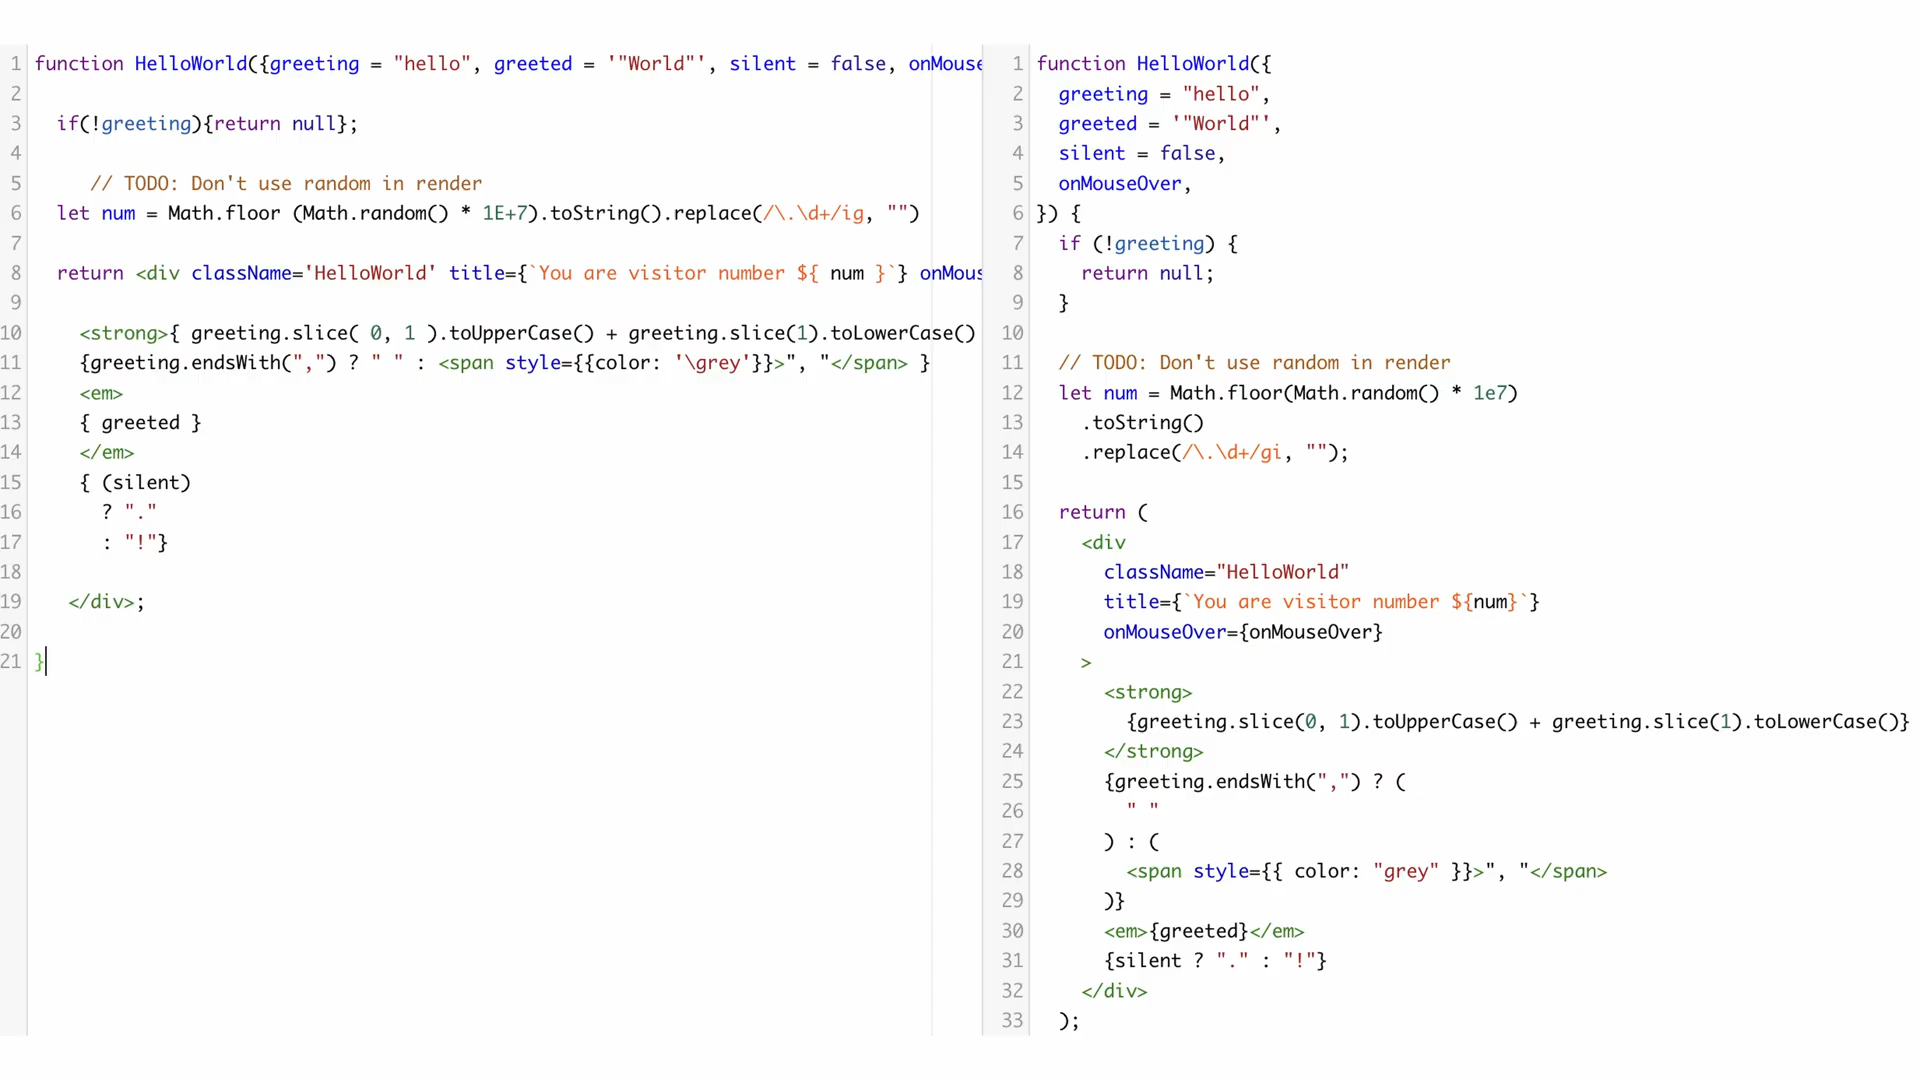 1 function HelloWorld({greeting = "hello", greeted = '"World"', silent = false, onMouse
2
3 if(!greeting){return null};
4
5 // TODO: Don't use random in render
6 let num = Math.floor (Math.random() * 1E+7).toString().replace(/\.\d+/ig, "")
7
8 return <div className='HelloWorld' title={`You are visitor number ${ num }`} onMous
9
10 <strong>{ greeting.slice( 0, 1 ).toUpperCase() + greeting.slice(1).toLowerCase()
11 {greeting.endsWith(",") ? " " : <span style={{color: '\grey'}}>", "</span> }
12 <em>
13 { greeted }
14 </em>
15 { (silent)
16 ? "."
17 : "!"}
18
19 </div>;
20
21 }
1 function HelloWorld({
2 greeting = "hello",
3 greeted = '"World"',
4 silent = false,
5 onMouseOver,
6 }) {
7 if (!greeting) {
8 return null;
9 }
10
11 // TODO: Don't use random in render
12 let num = Math.floor(Math.random() * 1e7)
13 .toString()
14 .replace(/\.\d+/gi, "");
15
16 return (
17 <div
18 className="HelloWorld"
19 title={`You are visitor number ${num}`}
20 onMouseOver={onMouseOver}
21 >
22 <strong>
23 {greeting.slice(0, 1).toUpperCase() + greeting.slice(1).toLowerCase()}
24 </strong>
25 {greeting.endsWith(",") ? (
26 " "
27 ) : (
28 <span style={{ color: "grey" }}>", "</span>
29 )}
30 <em>{greeted}</em>
31 {silent ? "." : "!"}
32 </div>
33 );